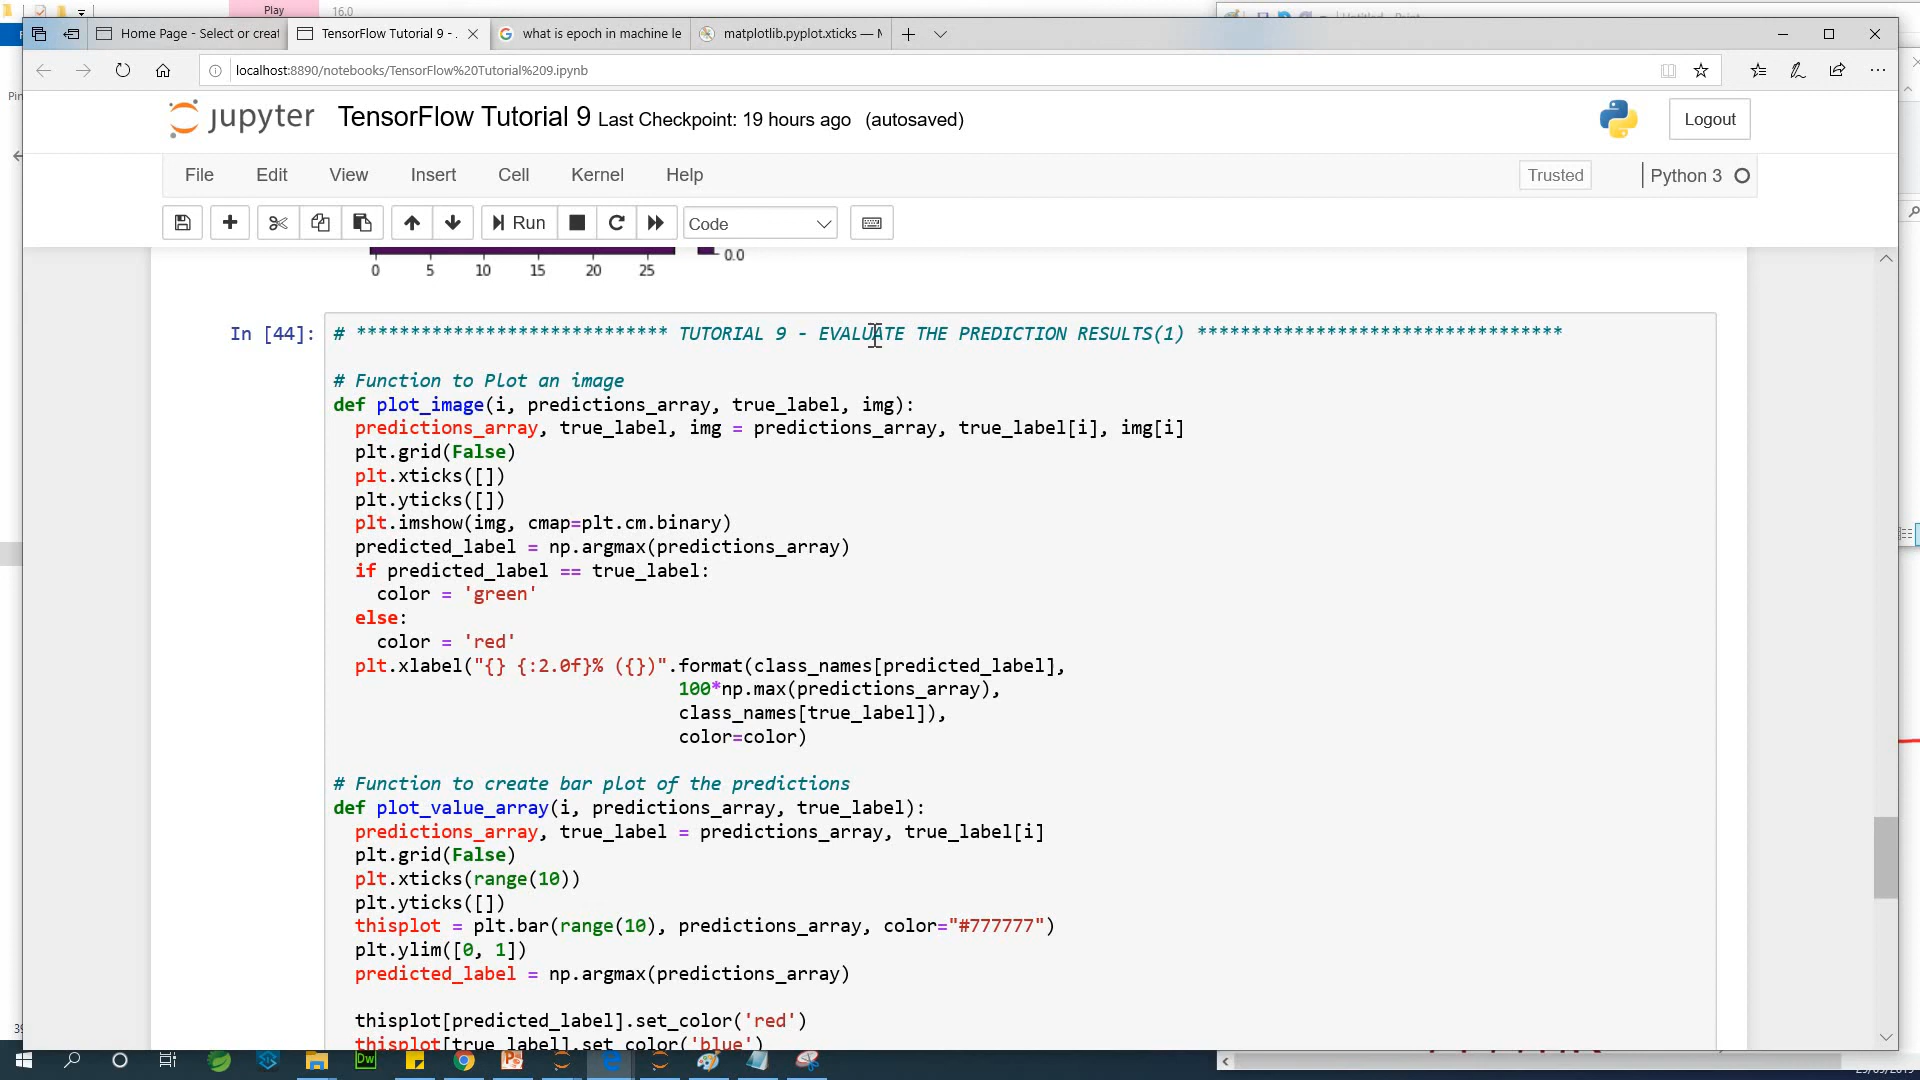 Play
16.0
Home Page - Select or creat
TensorFlow Tutorial 9 - .
what is epoch in machine le
matplotlib.pyplot.xticks — M
localhost:8890/notebooks/TensorFlow%20Tutorial%209.ipynb
jupyter TensorFlow Tutorial 9 Last Checkpoint: 19 hours ago (autosaved)
Logout
File Edit View Insert Cell Kernel Help
Trusted
Python 3
Run
Code
0.0
0 5 10 15 20 25
In [44]:
# ***************************** TUTORIAL 9 - EVALUATE THE PREDICTION RESULTS(1) **********************************
# Function to Plot an image
def plot_image(i, predictions_array, true_label, img):
predictions_array, true_label, img = predictions_array, true_label[i], img[i]
plt.grid(False)
plt.xticks([])
plt.yticks([])
plt.imshow(img, cmap=plt.cm.binary)
predicted_label = np.argmax(predictions_array)
if predicted_label == true_label:
color = 'green'
else:
color = 'red'
plt.xlabel("{} {:2.0f}% ({})".format(class_names[predicted_label],
100*np.max(predictions_array),
class_names[true_label]),
color=color)
# Function to create bar plot of the predictions
def plot_value_array(i, predictions_array, true_label):
predictions_array, true_label = predictions_array, true_label[i]
plt.grid(False)
plt.xticks(range(10))
plt.yticks([])
thisplot = plt.bar(range(10), predictions_array, color="#777777")
plt.ylim([0, 1])
predicted_label = np.argmax(predictions_array)
thisplot[predicted_label].set_color('red')
thisplot[true_label].set_color('blue')
Dw